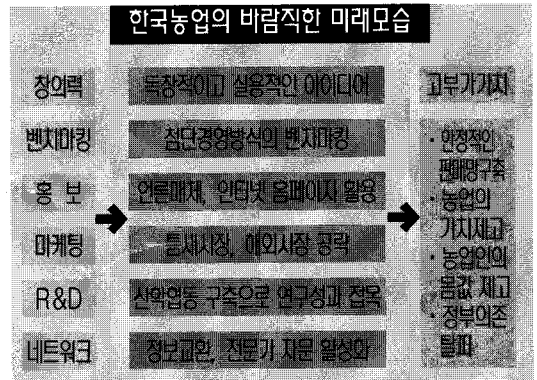 한국농업의 바람직한 미래모습
창의력
독창적이고 실용적인 아이디어
고부가가치
벤치마킹
첨단경영방식의 벤치마킹
홍 보
언론매체, 인터넷 홈페이지 활용
마케팅
틈새시장, 해외시장 공략
R&D
산학협동 구축으로 연구성과 접목
네트워크
정보교환, 전문가 자문 활성화
· 안정적인
판매망구축
· 농업의
가치제고
· 농업인의
몸값 제고
· 정부의존
탈피